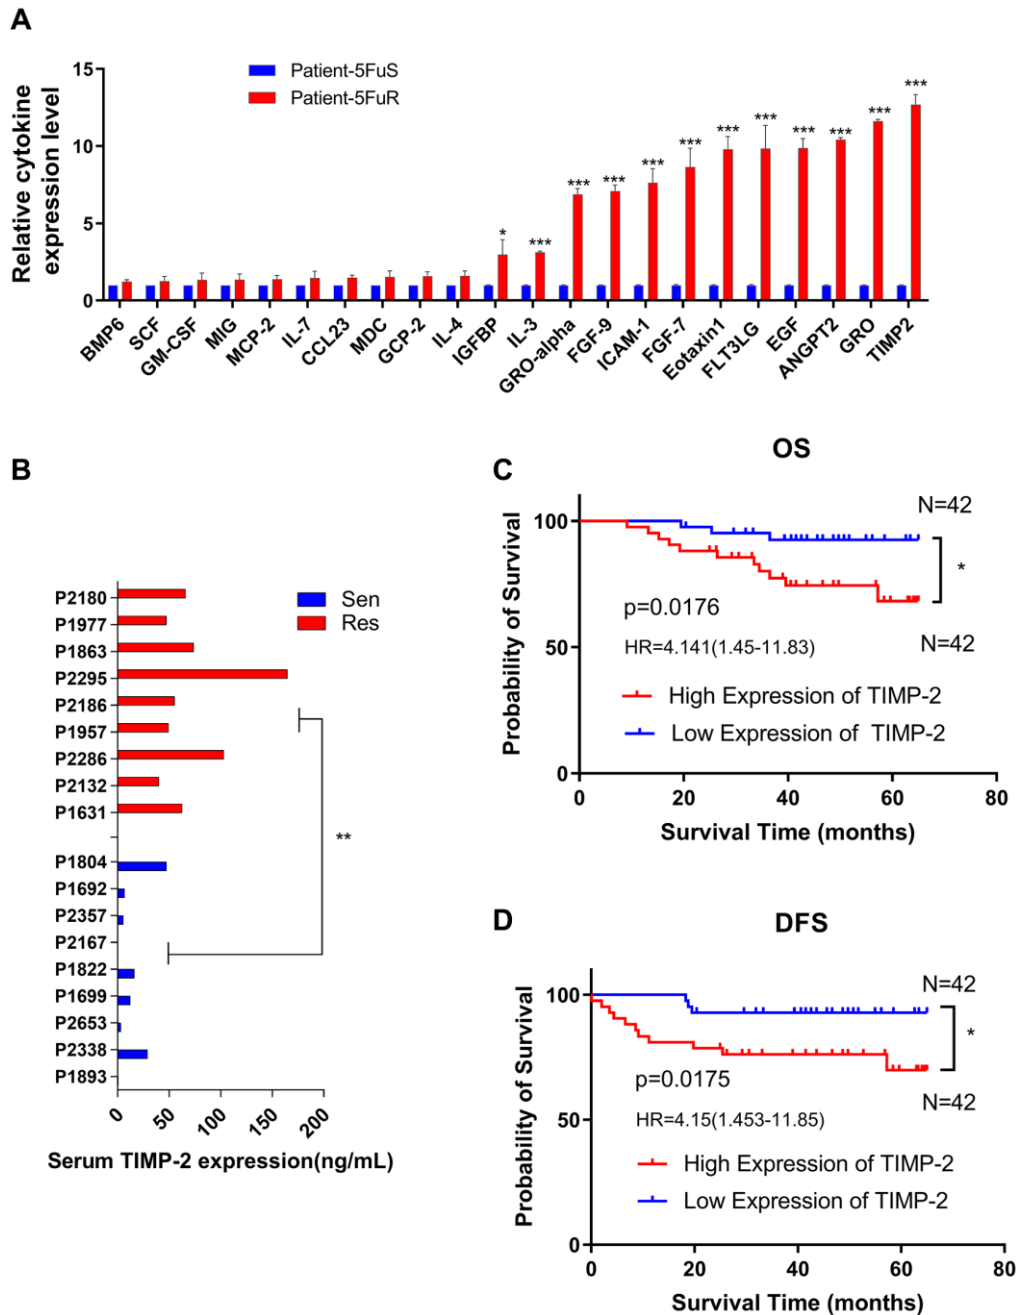 A
Relative cytokine
expression level
15
10
5
0
Patient-5FuS
Patient-5FuR
* *** *** *** *** *** *** *** *** *** *** ***
BMP6
SCF
GM-CSF
MIG
MCP-2
IL-7
CCL23
MDC
GCP-2
IL-4
IGFBP
IL-3
GRO-alpha
FGF-9
ICAM-1
FGF-7
Eotaxin1
FLT3LG
EGF
ANGPT2
GRO
TIMP2
B
P2180
P1977
P1863
P2295
P2186
P1957
P2286
P2132
P1631
P1804
P1692
P2357
P2167
P1822
P1699
P2653
P2338
P1893
Sen
Res
**
0 50 100 150 200
Serum TIMP-2 expression(ng/mL)
C
OS
Probability of Survival
100
50
0
N=42
*
N=42
p=0.0176
HR=4.141(1.45-11.83)
High Expression of TIMP-2
Low Expression of TIMP-2
0 20 40 60 80
Survival Time (months)
D
DFS
Probability of Survival
100
50
0
N=42
*
N=42
p=0.0175
HR=4.15(1.453-11.85)
High Expression of TIMP-2
Low Expression of TIMP-2
0 20 40 60 80
Survival Time (months)